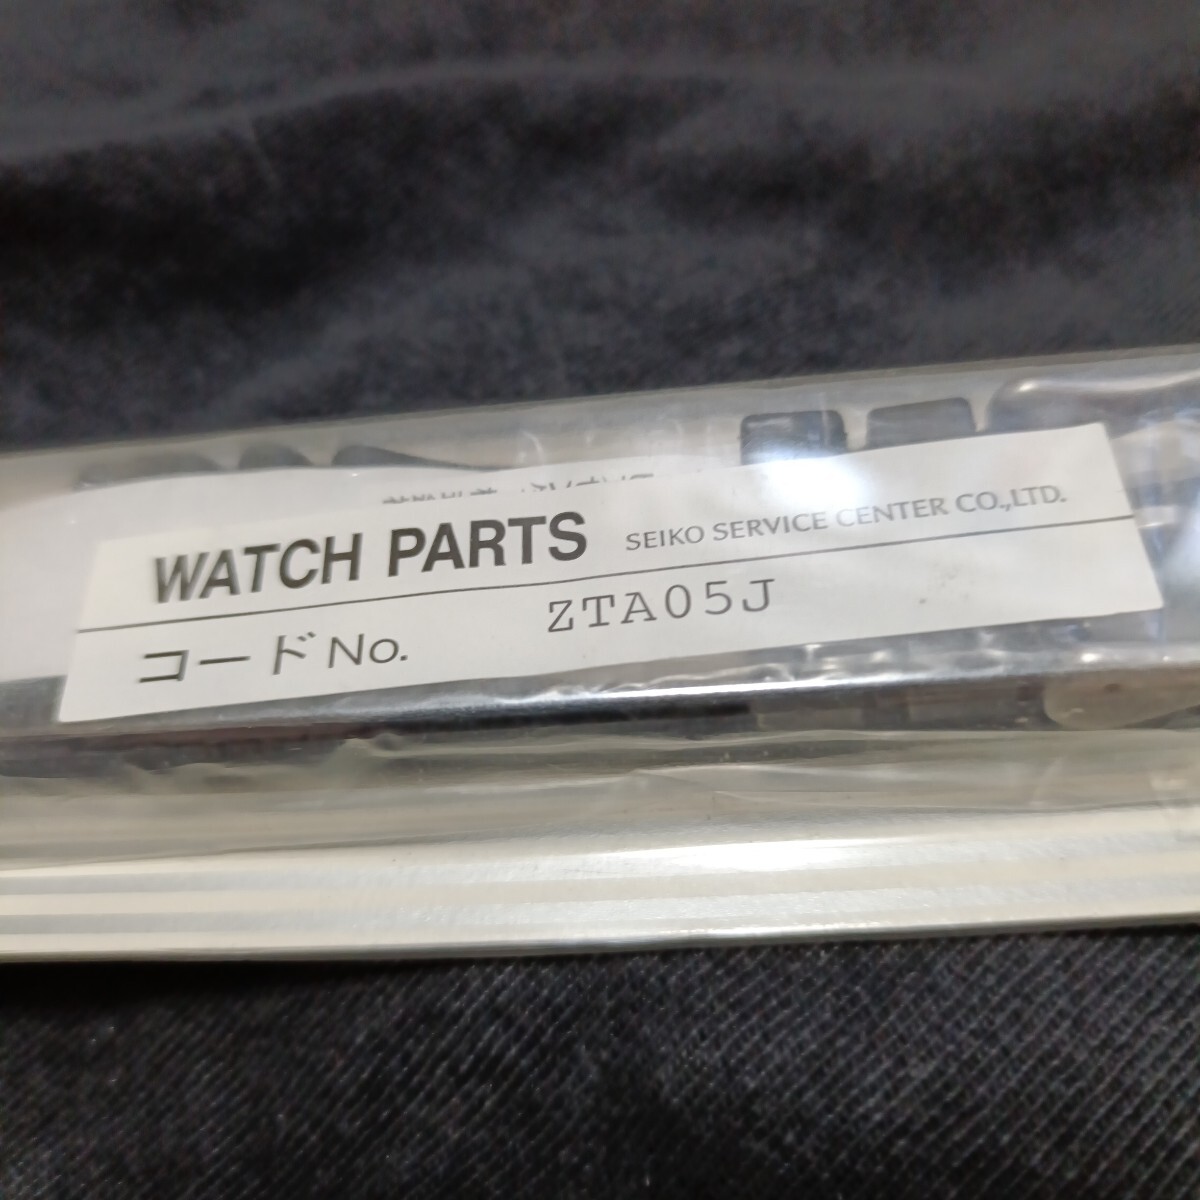 WATCH PARTS SEIKO SERVICE CENTER CO.,LTD.
コードNo. ZTA05J